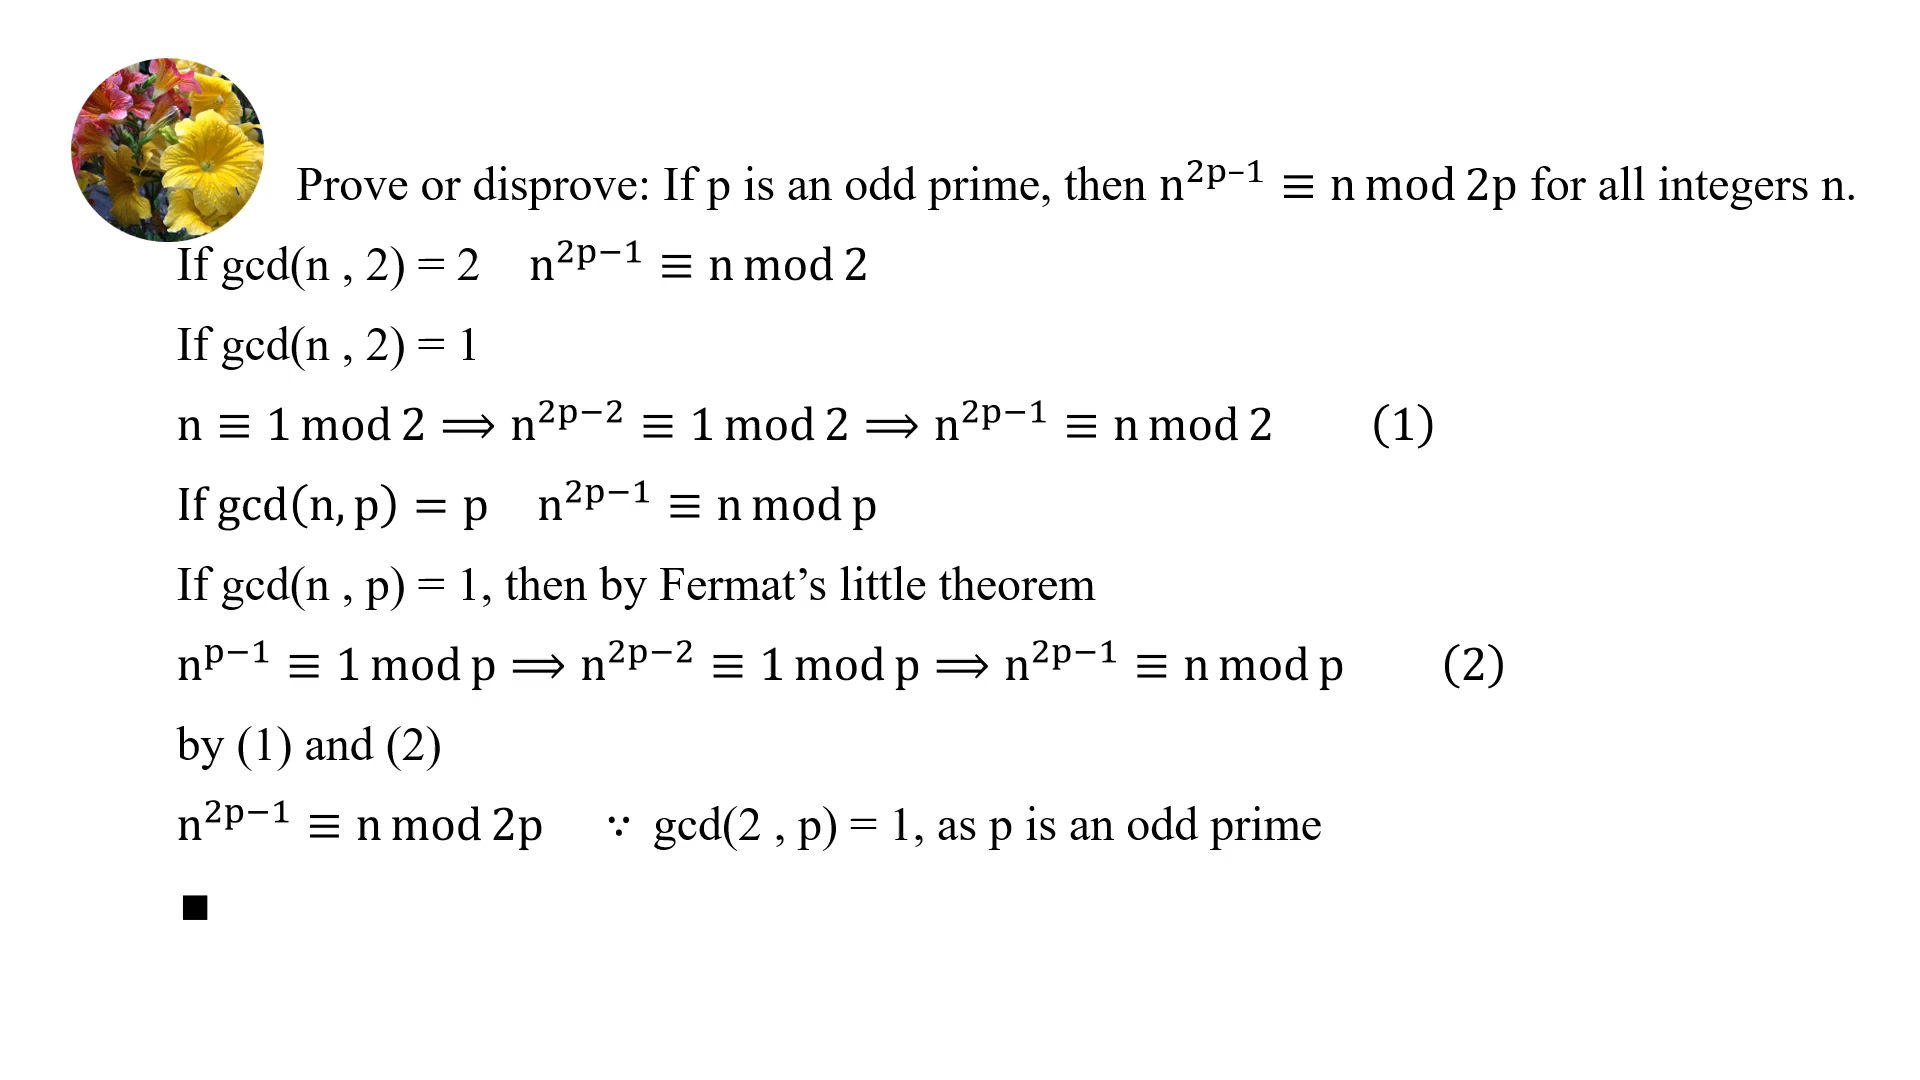 Prove or disprove: If p is an odd prime, then n^{2p−1} ≡ n mod 2p for all integers n.
If gcd(n , 2) = 2 n^{2p−1} ≡ n mod 2
If gcd(n , 2) = 1
n ≡ 1 mod 2 ⟹ n^{2p−2} ≡ 1 mod 2 ⟹ n^{2p−1} ≡ n mod 2 (1)
If gcd(n, p) = p n^{2p−1} ≡ n mod p
If gcd(n , p) = 1, then by Fermat’s little theorem
n^{p−1} ≡ 1 mod p ⟹ n^{2p−2} ≡ 1 mod p ⟹ n^{2p−1} ≡ n mod p (2)
by (1) and (2)
n^{2p−1} ≡ n mod 2p ∵ gcd(2 , p) = 1, as p is an odd prime
■